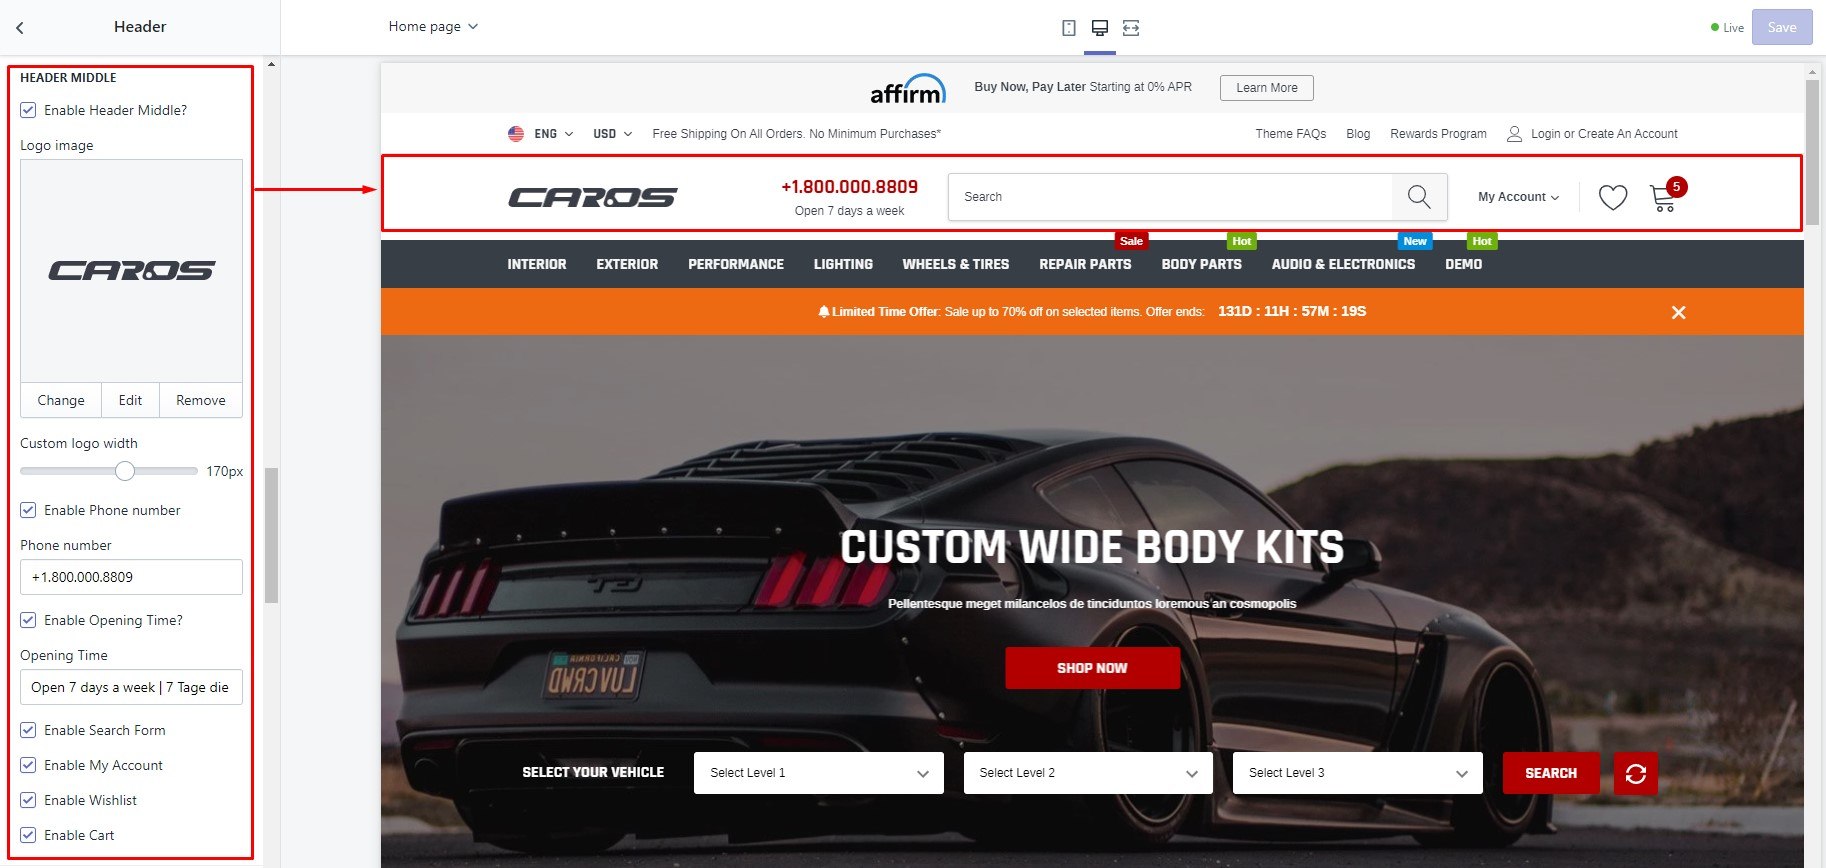 Header
Home page
Live
Save
HEADER MIDDLE
Enable Header Middle?
Logo image
CAROS
Change
Edit
Remove
Custom logo width
170px
Enable Phone number
Phone number
+1.800.000.8809
Enable Opening Time?
Opening Time
Open 7 days a week | 7 Tage die
Enable Search Form
Enable My Account
Enable Wishlist
Enable Cart
affirm
Buy Now, Pay Later Starting at 0% APR
Learn More
ENG
USD
Free Shipping On All Orders. No Minimum Purchases*
Theme FAQs
Blog
Rewards Program
Login or Create An Account
CAROS
+1.800.000.8809
Open 7 days a week
Search
My Account
5
Sale
Hot
New
Hot
INTERIOR
EXTERIOR
PERFORMANCE
LIGHTING
WHEELS & TIRES
REPAIR PARTS
BODY PARTS
AUDIO & ELECTRONICS
DEMO
Limited Time Offer: Sale up to 70% off on selected items. Offer ends:
131D : 11H : 57M : 19S
CUSTOM WIDE BODY KITS
Pellentesque meget milancelos de tinciduntos loremous an cosmopolis
SHOP NOW
CALIFORNIA
LUVCRWD
SELECT YOUR VEHICLE
Select Level 1
Select Level 2
Select Level 3
SEARCH